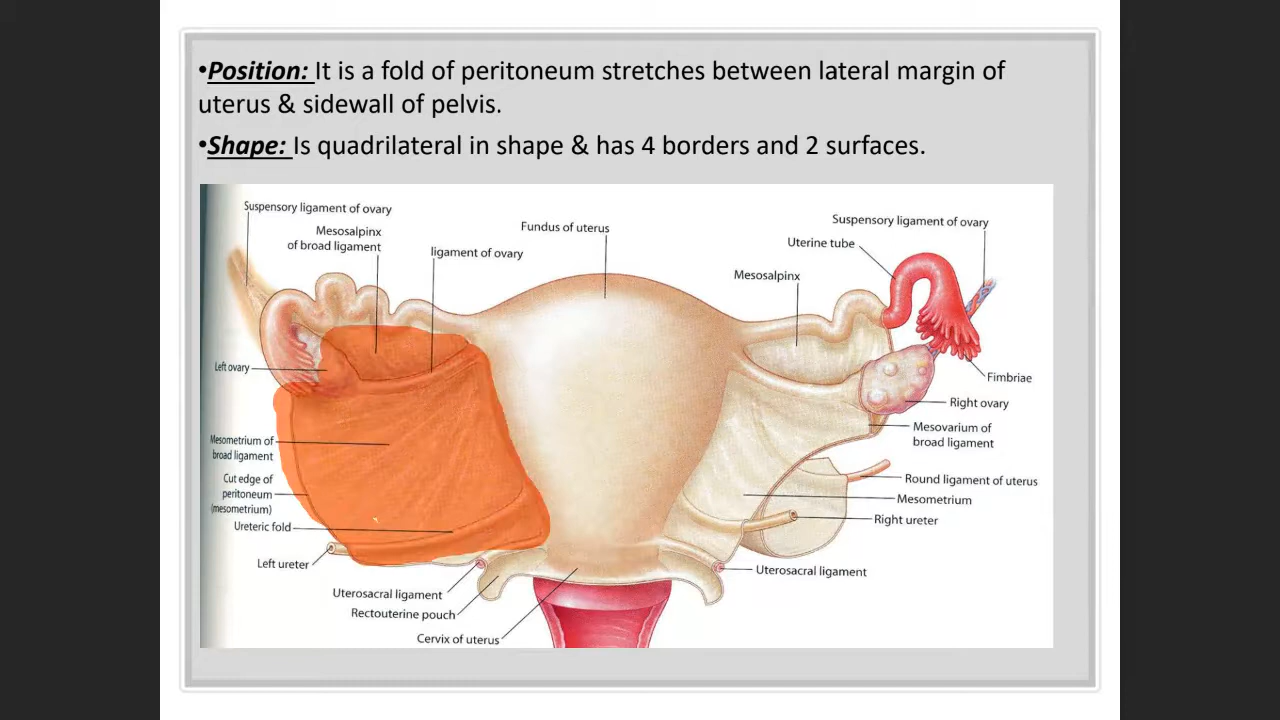 •Position: It is a fold of peritoneum stretches between lateral margin of
uterus & sidewall of pelvis.
•Shape: Is quadrilateral in shape & has 4 borders and 2 surfaces.
Suspensory ligament of ovary
Mesosalpinx
of broad ligament
ligament of ovary
Fundus of uterus
Suspensory ligament of ovary
Uterine tube
Mesosalpinx
Left ovary
Fimbriae
Right ovary
Mesovarium of
broad ligament
Mesometrium of
broad ligament
Cut edge of
peritoneum
(mesometrium)
Ureteric fold
Left ureter
Round ligament of uterus
Mesometrium
Right ureter
Uterosacral ligament
Uterosacral ligament
Rectouterine pouch
Cervix of uterus